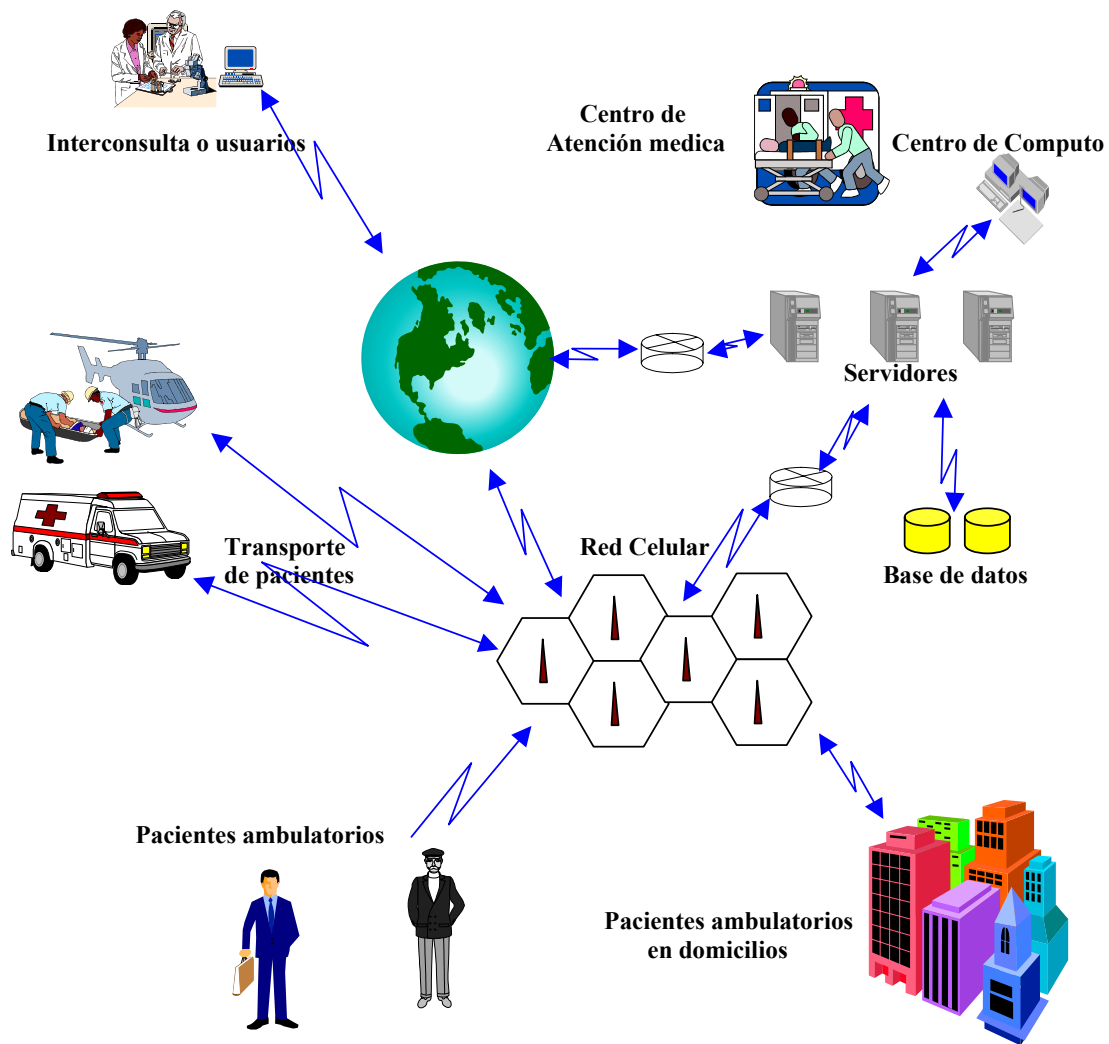 Interconsulta o usuarios
Centro de
Atención medica
Centro de Computo
Servidores
Transporte
de pacientes
Red Celular
Base de datos
Pacientes ambulatorios
Pacientes ambulatorios
en domicilios